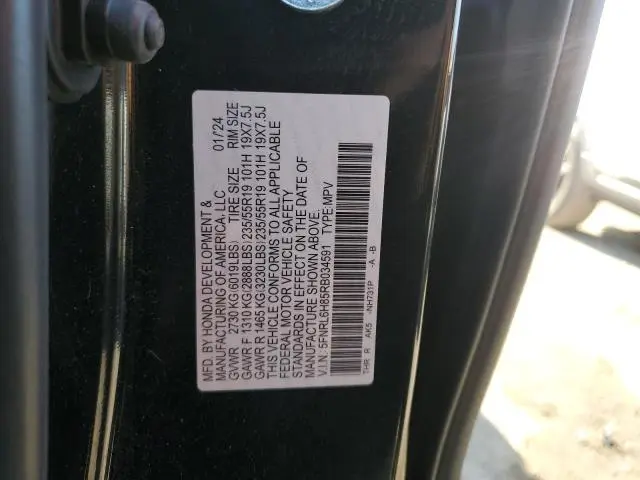 MFD. BY HONDA DEVELOPMENT &
MANUFACTURING OF AMERICA, LLC 01/24
GVWR 2730 KG(6019LBS) TIRE SIZE RIM SIZE
GAWR F 1310 KG(2888LBS)235/55R19 101H 19X7.5J
GAWR R 1465 KG(3230LBS)235/55R19 101H 19X7.5J
THIS VEHICLE CONFORMS TO ALL APPLICABLE
FEDERAL MOTOR VEHICLE SAFETY
STANDARDS IN EFFECT ON THE DATE OF
MANUFACTURE SHOWN ABOVE.
V.I.N: 5FNRL6H85RB034591 TYPE:MPV
THR R AK5 -NH731P -A -B